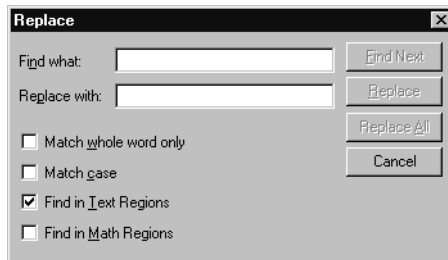 Replace
Find what:
Find Next
Replace with:
Replace
Replace All
Match whole word only
Cancel
Match case
Find in Text Regions
Find in Math Regions